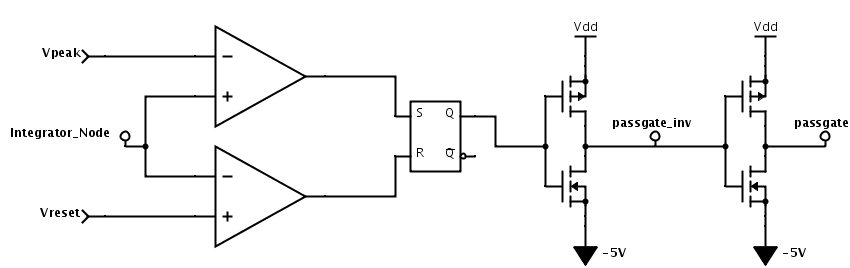 Vdd Vdd
Vpeak
−
+
S Q
passgate_inv
passgate
Integrator_Node
R Q̅
−
Vreset
+
-5V -5V